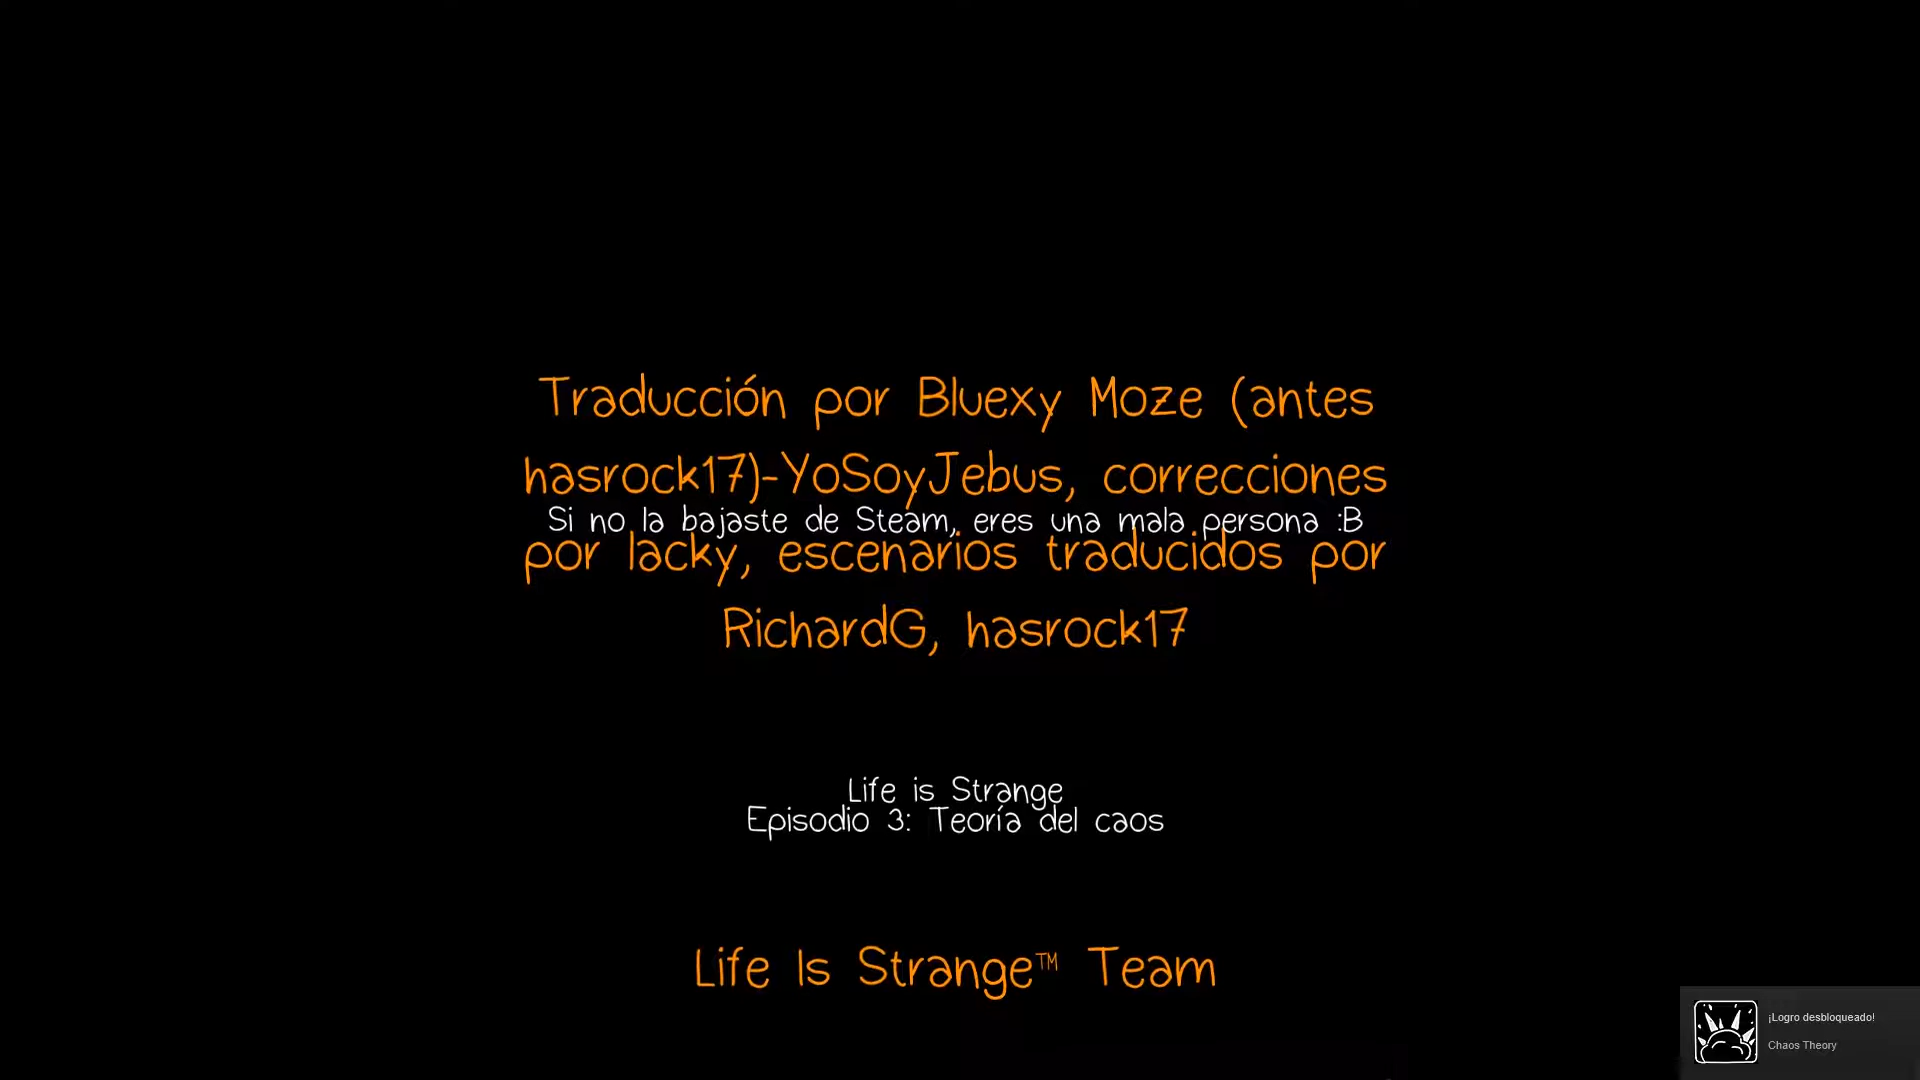 Traducción por Bluexy Moze (antes
hasrock17)-YoSoyJebus, correcciones
Si no la bajaste de Steam, eres una mala persona :B
por lacky, escenarios traducidos por
RichardG, hasrock17
Life is Strange
Episodio 3: Teoría del caos
Life Is Strange™ Team
¡Logro desbloqueado!
Chaos Theory